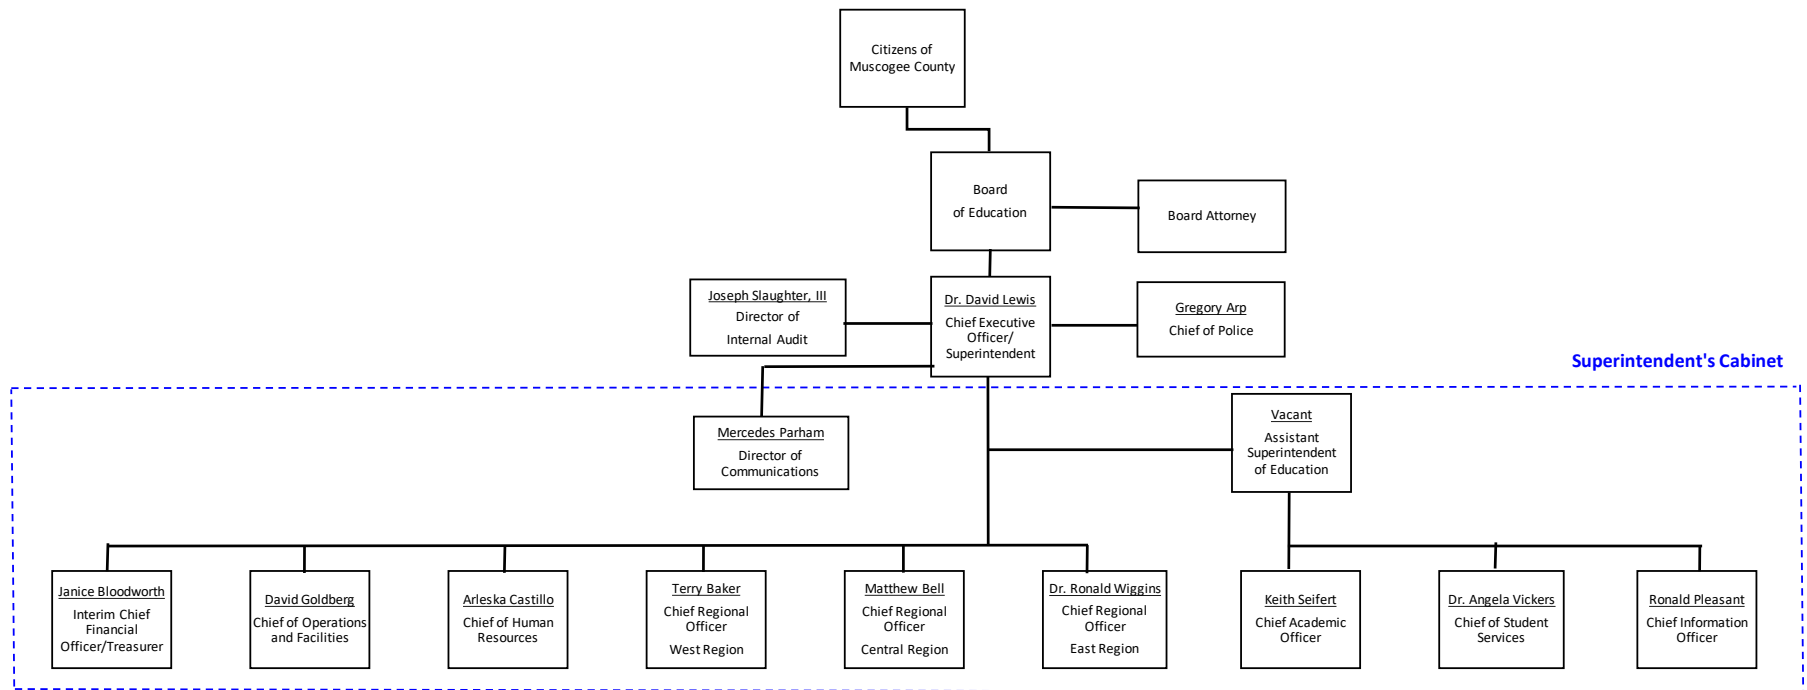 Citizens of
Muscogee County
Board
of Education
Board Attorney
Joseph Slaughter, III
Director of
Internal Audit
Dr. David Lewis
Chief Executive
Officer/
Superintendent
Gregory Arp
Chief of Police
Superintendent's Cabinet
Mercedes Parham
Director of
Communications
Vacant
Assistant
Superintendent
of Education
Janice Bloodworth
Interim Chief
Financial
Officer/Treasurer
David Goldberg
Chief of Operations
and Facilities
Arleska Castillo
Chief of Human
Resources
Terry Baker
Chief Regional
Officer
West Region
Matthew Bell
Chief Regional
Officer
Central Region
Dr. Ronald Wiggins
Chief Regional
Officer
East Region
Keith Seifert
Chief Academic
Officer
Dr. Angela Vickers
Chief of Student
Services
Ronald Pleasant
Chief Information
Officer